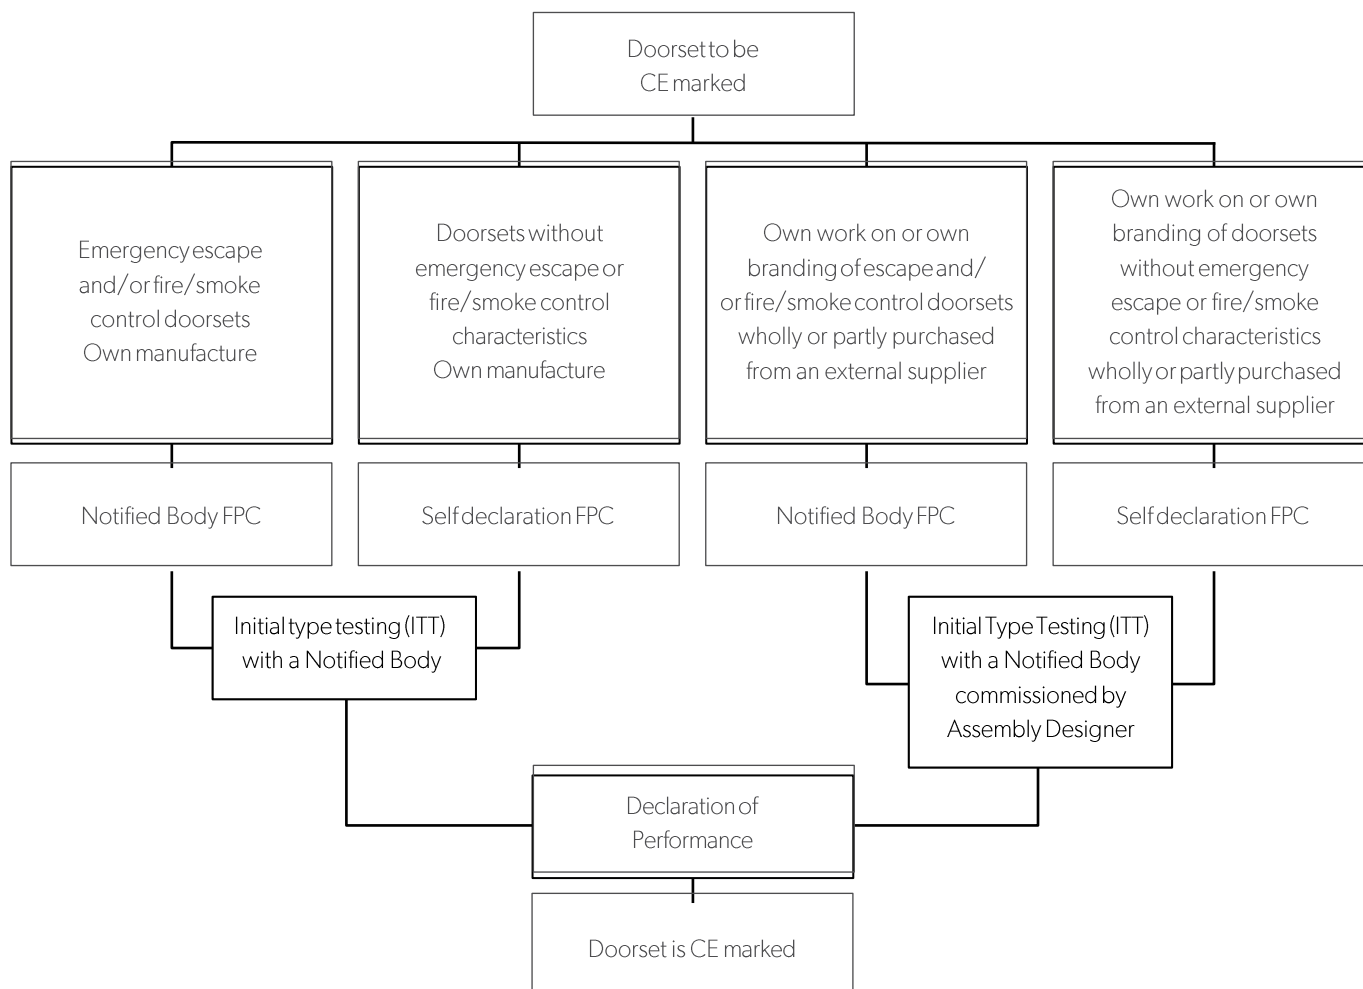 Doorset to be
CE marked
Emergency escape
and/or fire/smoke
control doorsets
Own manufacture
Doorsets without
emergency escape or
fire/smoke control
characteristics
Own manufacture
Own work on or own
branding of escape and/
or fire/smoke control doorsets
wholly or partly purchased
from an external supplier
Own work on or own
branding of doorsets
without emergency
escape or fire/smoke
control characteristics
wholly or partly purchased
from an external supplier
Notified Body FPC
Self declaration FPC
Notified Body FPC
Self declaration FPC
Initial type testing (ITT)
with a Notified Body
Initial Type Testing (ITT)
with a Notified Body
commissioned by
Assembly Designer
Declaration of
Performance
Doorset is CE marked